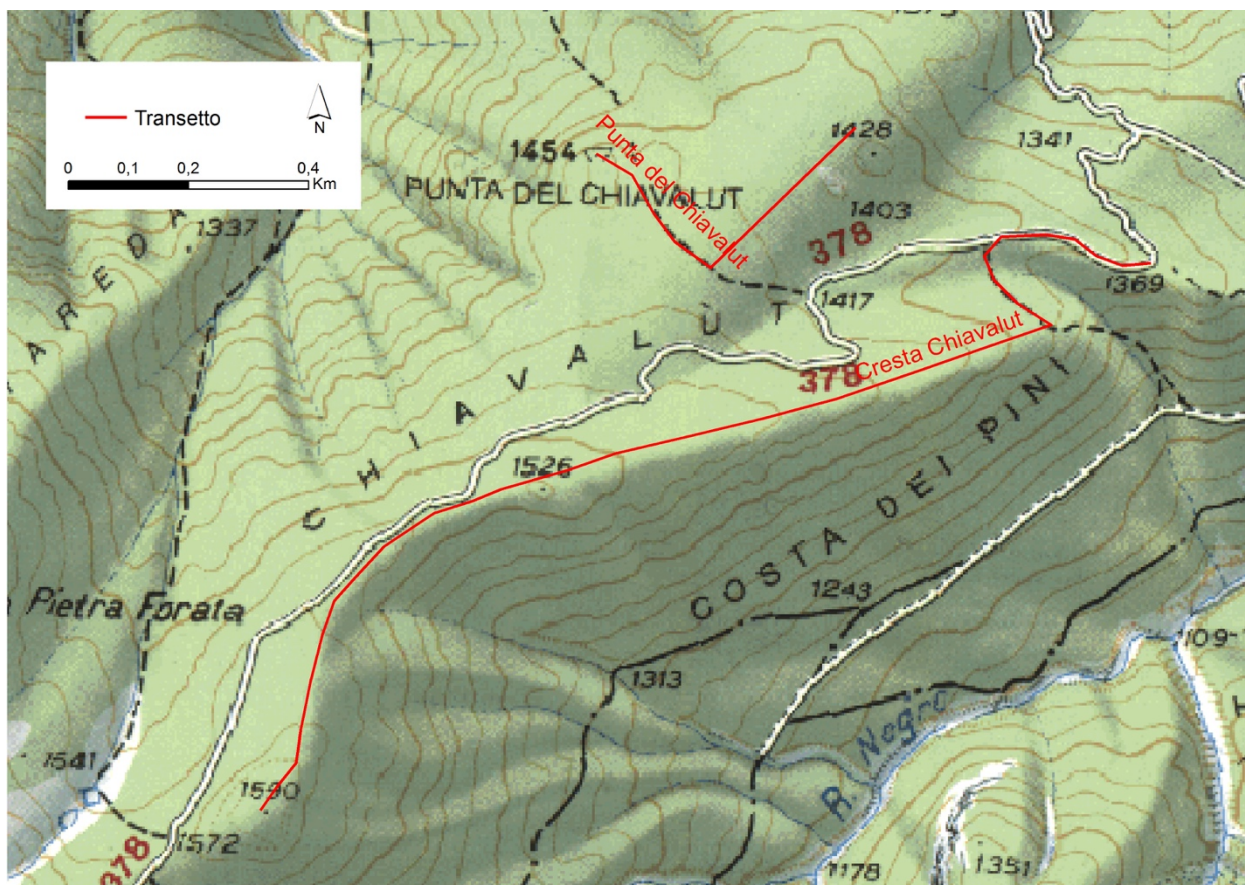 Transetto
N
0 0,1 0,2 0,4
Km
1341
1428
1454
Punta del Chiavalut
PUNTA DEL CHIAVALUT
1403
1337
378
1369
1417
CHIAVALUT
Cresta Chiavalut
378
1526
COSTA DEI PINI
Pietra Forata
1243
1313
109
R. Negro
1541
1590
1572
378
1178
1351